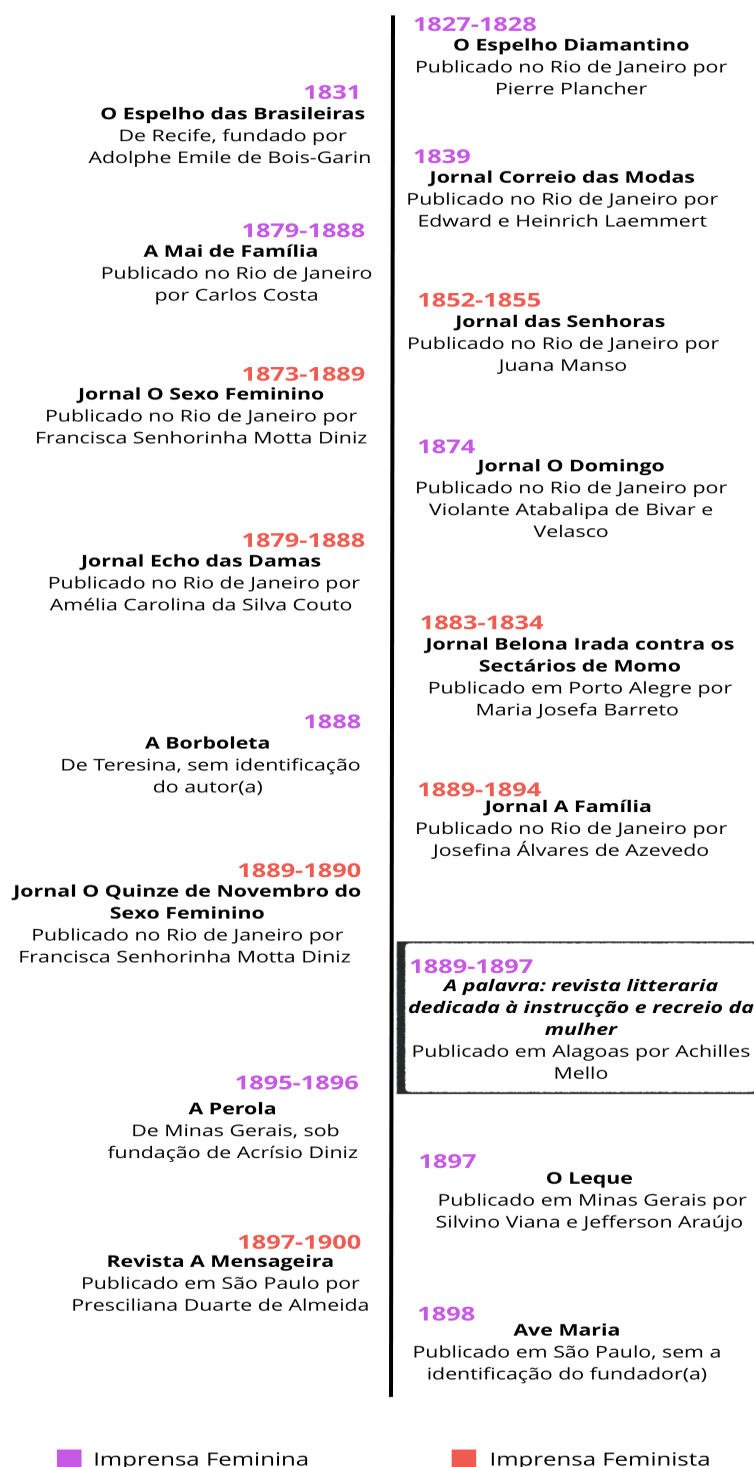 1827-1828
O Espelho Diamantino
Publicado no Rio de Janeiro por
Pierre Plancher
1831
O Espelho das Brasileiras
De Recife, fundado por
Adolphe Emile de Bois-Garin
1839
Jornal Correio das Modas
Publicado no Rio de Janeiro por
Edward e Heinrich Laemmert
1879-1888
A Mai de Família
Publicado no Rio de Janeiro
por Carlos Costa
1852-1855
Jornal das Senhoras
Publicado no Rio de Janeiro por
Juana Manso
1873-1889
Jornal O Sexo Feminino
Publicado no Rio de Janeiro por
Francisca Senhorinha Motta Diniz
1874
Jornal O Domingo
Publicado no Rio de Janeiro por
Violante Atabalipa de Bivar e
Velasco
1879-1888
Jornal Echo das Damas
Publicado no Rio de Janeiro por
Amélia Carolina da Silva Couto
1883-1834
Jornal Belona Irada contra os
Sectários de Momo
Publicado em Porto Alegre por
Maria Josefa Barreto
1888
A Borboleta
De Teresina, sem identificação
do autor(a)
1889-1894
Jornal A Família
Publicado no Rio de Janeiro por
Josefina Álvares de Azevedo
1889-1890
Jornal O Quinze de Novembro do
Sexo Feminino
Publicado no Rio de Janeiro por
Francisca Senhorinha Motta Diniz
1889-1897
A palavra: revista litteraria
dedicada à instrucção e recreio da
mulher
Publicado em Alagoas por Achilles
Mello
1895-1896
A Perola
De Minas Gerais, sob
fundação de Acrísio Diniz
1897
O Leque
Publicado em Minas Gerais por
Silvino Viana e Jefferson Araújo
1897-1900
Revista A Mensageira
Publicado em São Paulo por
Presciliana Duarte de Almeida
1898
Ave Maria
Publicado em São Paulo, sem a
identificação do fundador(a)
Imprensa Feminina
Imprensa Feminista